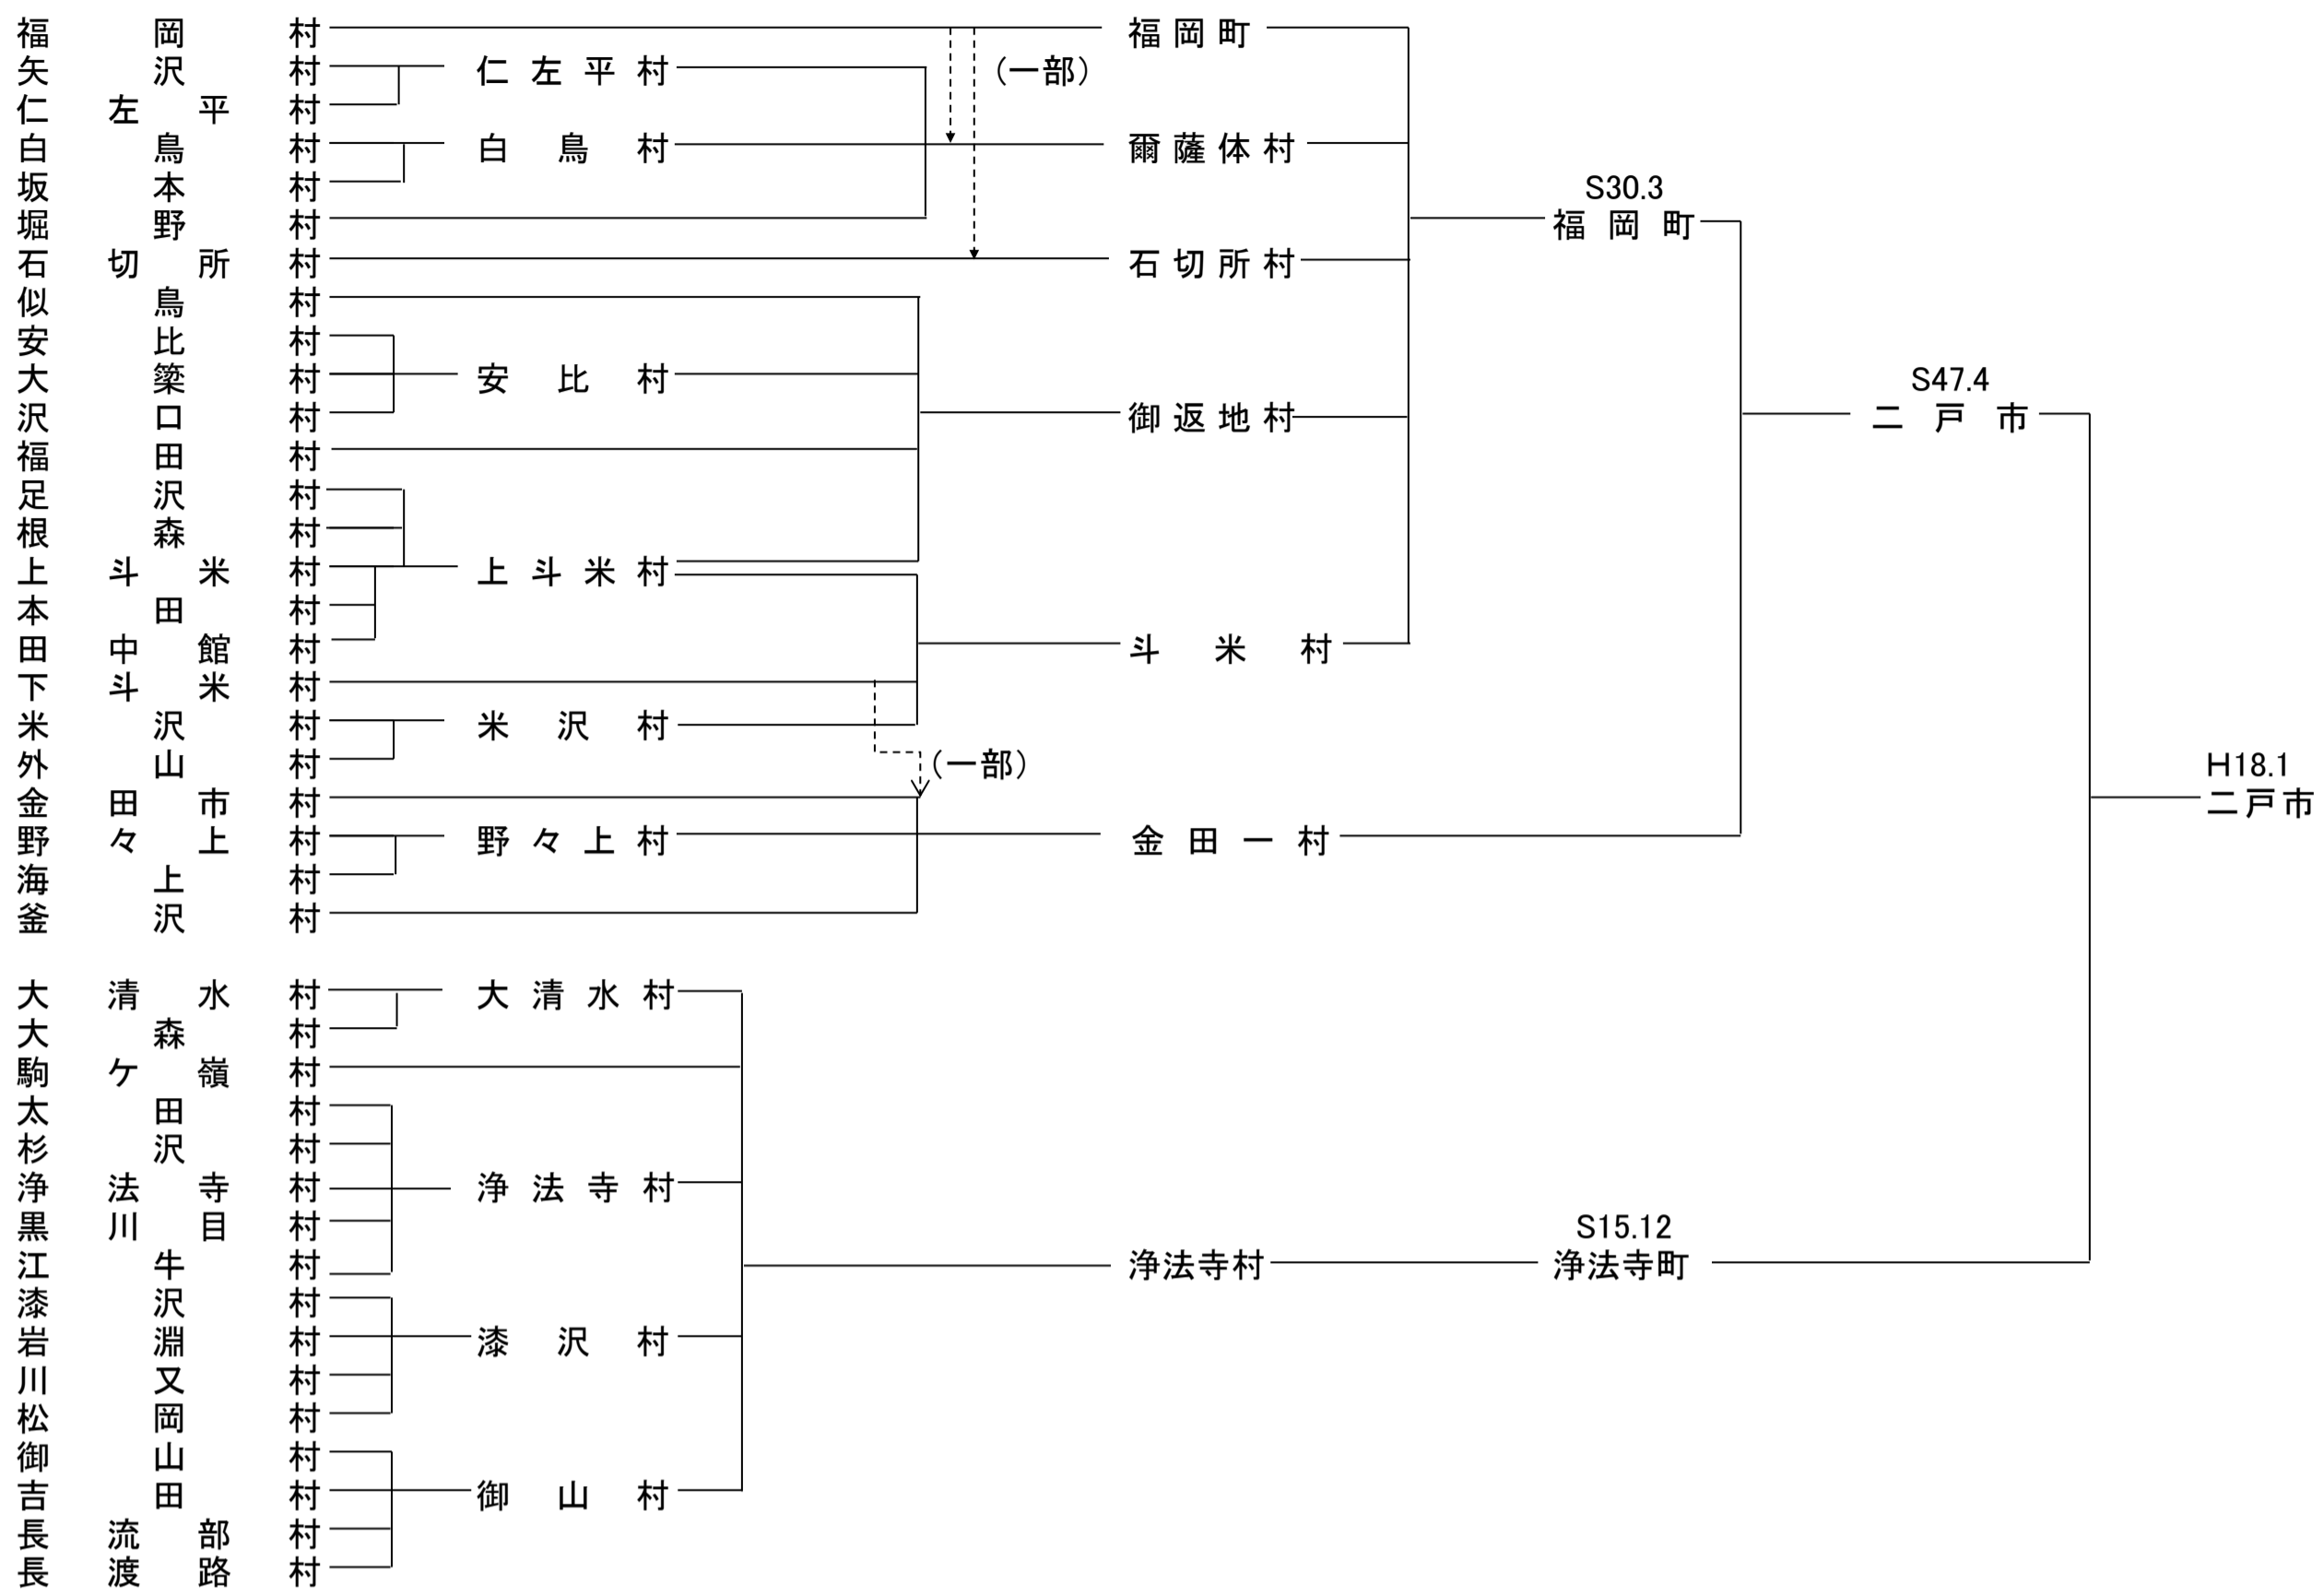 福岡村 福岡町
矢沢村 仁左平村 （一部）
仁左平村
白鳥村 白鳥村 爾薩体村
坂本村 S30.3
堀野村 福岡町
石切所村 石切所村
似鳥村
安比村
大簗村 安比村 S47.4
沢口村 御返地村 二戸市
福田村
足沢村
根森村
上斗米村 上斗米村
本田村
田中館村 斗米村
下斗米村
米沢村 米沢村
外山村 （一部） H18.1
金田市村 二戸市
野々上村 野々上村 金田一村
海上村
釜沢村
大清水村 大清水村
大森村
駒ケ嶺村
太田村
杉沢村
浄法寺村 浄法寺村
黒川目村 S15.12
江牛村 浄法寺村 浄法寺町
漆沢村
岩淵村 漆沢村
川又村
松岡村
御山村
吉田村 御山村
長流部村
長渡路村